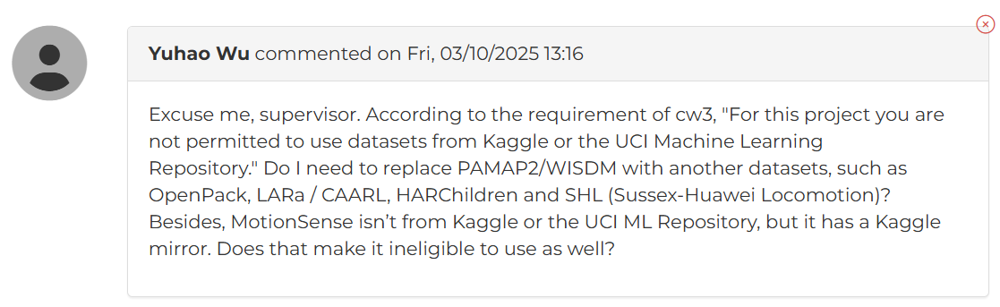 Yuhao Wu commented on Fri, 03/10/2025 13:16
Excuse me, supervisor. According to the requirement of cw3, "For this project you are
not permitted to use datasets from Kaggle or the UCI Machine Learning
Repository." Do I need to replace PAMAP2/WISDM with another datasets, such as
OpenPack, LARa / CAARL, HARChildren and SHL (Sussex-Huawei Locomotion)?
Besides, MotionSense isn’t from Kaggle or the UCI ML Repository, but it has a Kaggle
mirror. Does that make it ineligible to use as well?